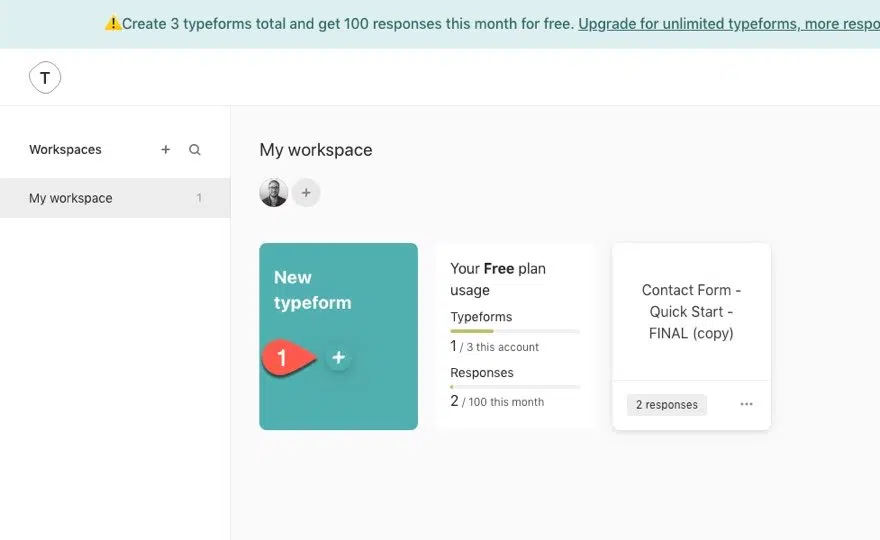 ⚠️Create 3 typeforms total and get 100 responses this month for free. Upgrade for unlimited typeforms, more respo
T
Workspaces
My workspace 1
My workspace
New
typeform
1
Your Free plan
usage
Typeforms
1 / 3 this account
Responses
2 / 100 this month
Contact Form -
Quick Start -
FINAL (copy)
2 responses